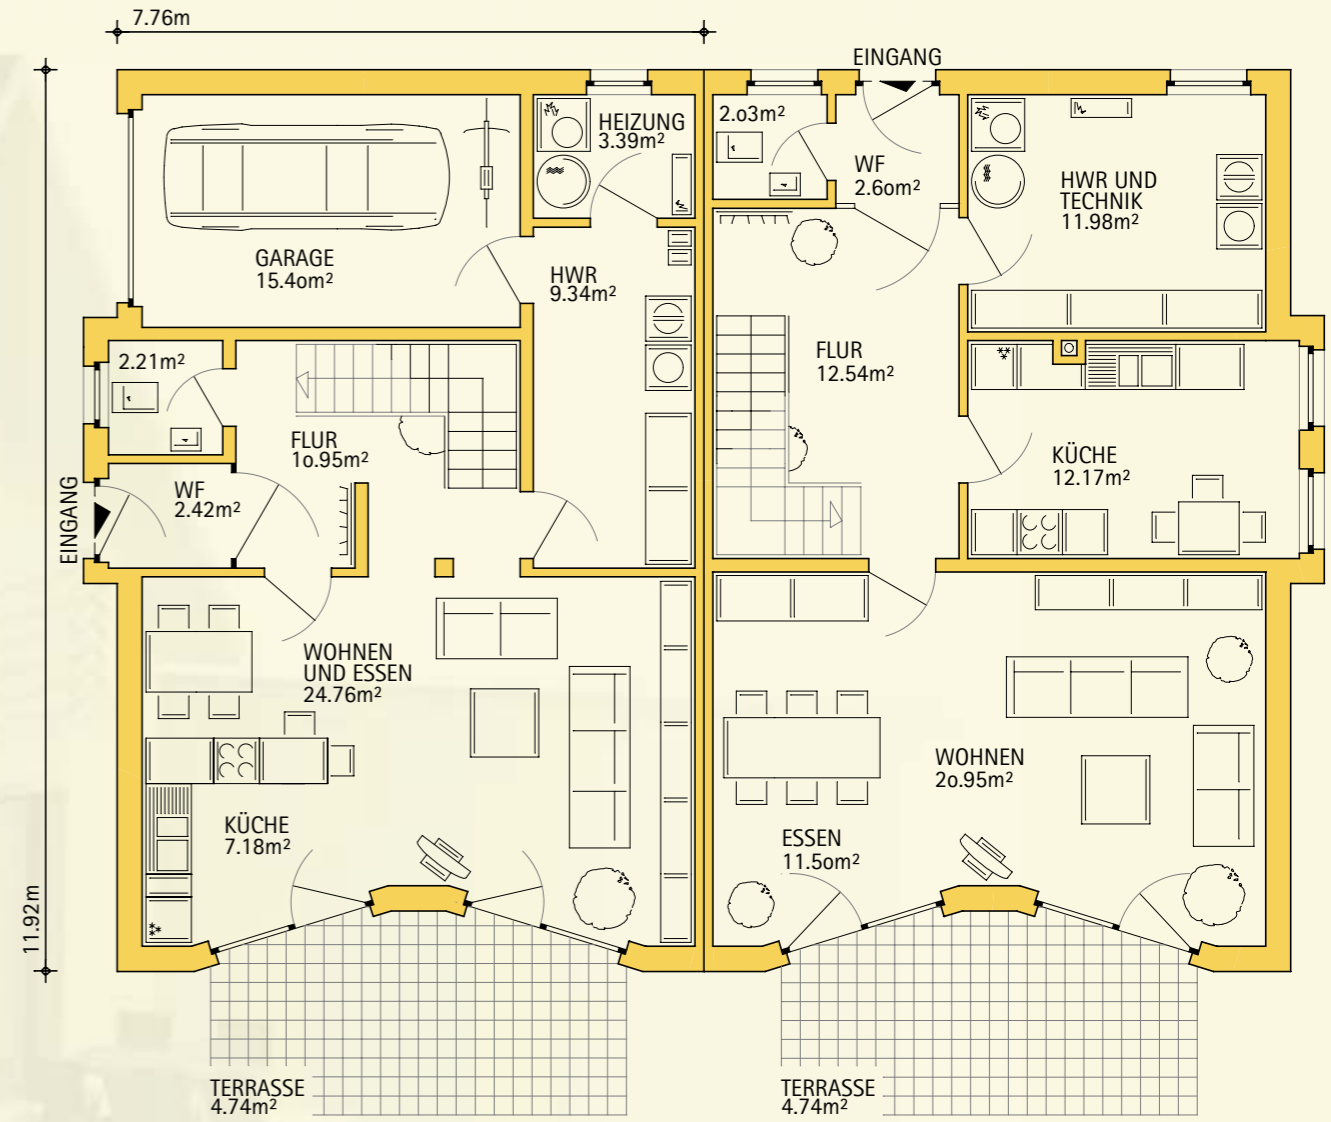 7.76m
11.92m
GARAGE
15.4om²
HEIZUNG
3.39m²
HWR
9.34m²
2.21m²
FLUR
1o.95m²
WF
2.42m²
EINGANG
WOHNEN
UND ESSEN
24.76m²
KÜCHE
7.18m²
TERRASSE
4.74m²
EINGANG
2.o3m²
WF
2.6om²
HWR UND
TECHNIK
11.98m²
FLUR
12.54m²
KÜCHE
12.17m²
WOHNEN
2o.95m²
ESSEN
11.5om²
TERRASSE
4.74m²